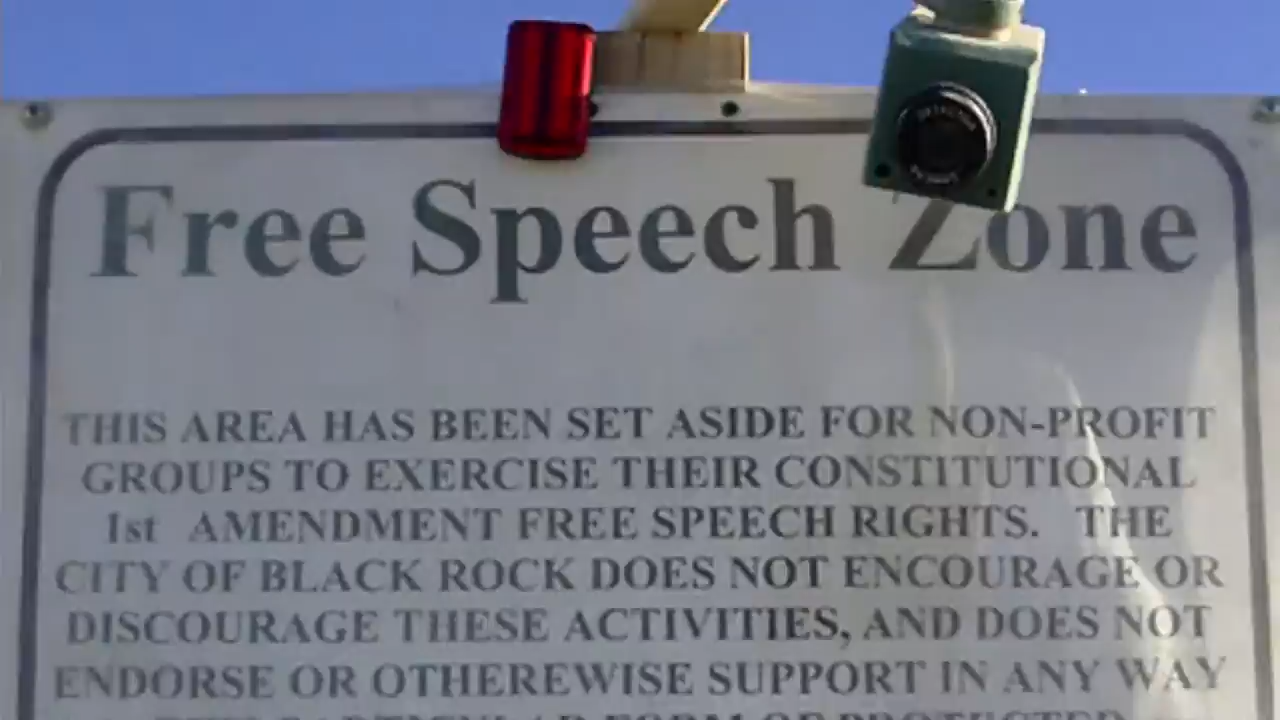 Free Speech Zone
THIS AREA HAS BEEN SET ASIDE FOR NON-PROFIT
GROUPS TO EXERCISE THEIR CONSTITUTIONAL
1st AMENDMENT FREE SPEECH RIGHTS. THE
CITY OF BLACK ROCK DOES NOT ENCOURAGE OR
DISCOURAGE THESE ACTIVITIES, AND DOES NOT
ENDORSE OR OTHEREWISE SUPPORT IN ANY WAY